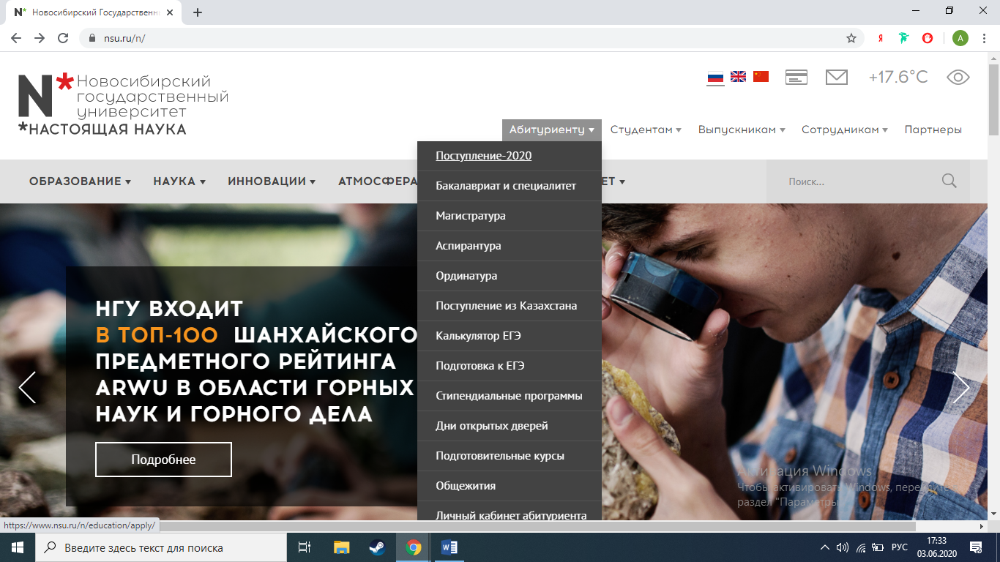 Новосибирский Государственн
nsu.ru/n/
Я
A
N*
Новосибирский
государственный
университет
*НАСТОЯЩАЯ НАУКА
+17.6°C
Абитуриенту
Студентам
Выпускникам
Сотрудникам
Партнеры
ОБРАЗОВАНИЕ
НАУКА
ИННОВАЦИИ
АТМОСФЕРА
ЕТ
Поиск...
Поступление-2020
Бакалавриат и специалитет
Магистратура
Аспирантура
Ординатура
Поступление из Казахстана
Калькулятор ЕГЭ
Подготовка к ЕГЭ
Стипендиальные программы
Дни открытых дверей
Подготовительные курсы
Общежития
Личный кабинет абитуриента
НГУ ВХОДИТ
В ТОП-100 ШАНХАЙСКОГО
ПРЕДМЕТНОГО РЕЙТИНГА
ARWU В ОБЛАСТИ ГОРНЫХ
НАУК И ГОРНОГО ДЕЛА
Подробнее
Активация Windows
Чтобы активировать Windows, перейдите в
раздел "Параметры".
https://www.nsu.ru/n/education/apply/
Введите здесь текст для поиска
РУС
17:33
03.06.2020